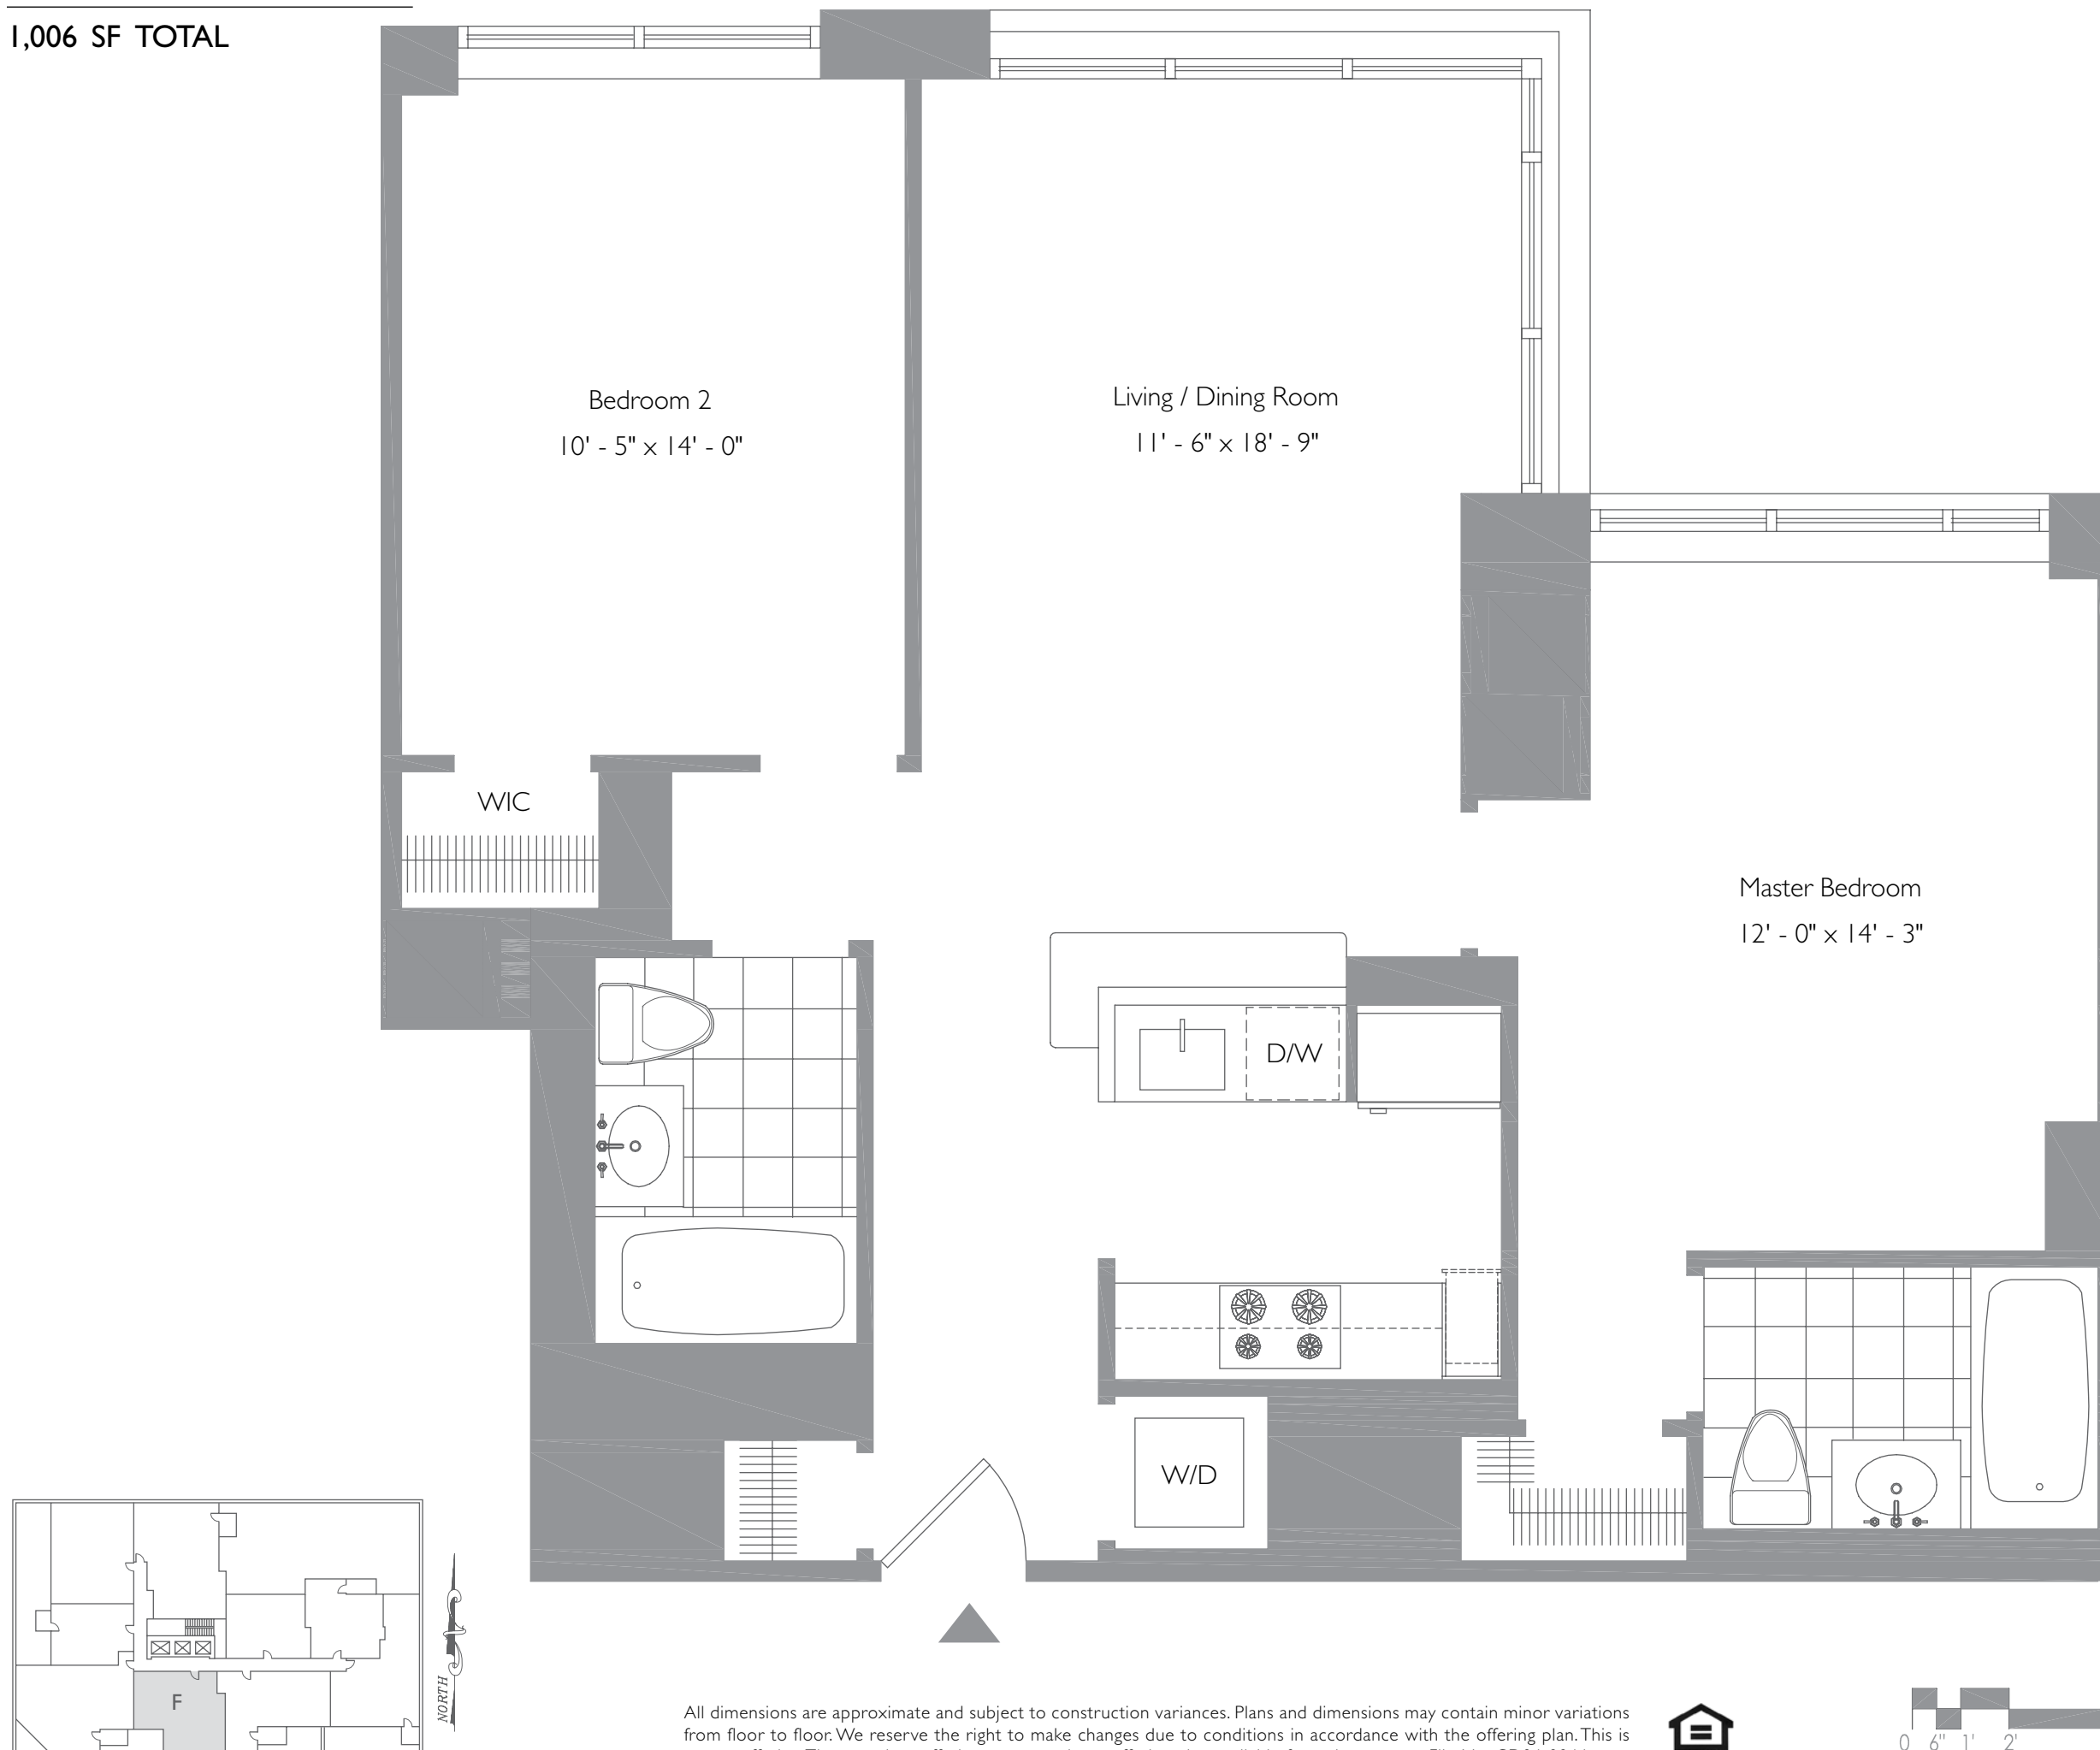 1,006 SF TOTAL
Bedroom 2
10' - 5" x 14' - 0"
Living / Dining Room
11' - 6" x 18' - 9"
WIC
Master Bedroom
12' - 0" x 14' - 3"
D/W
W/D
F
NORTH
All dimensions are approximate and subject to construction variances. Plans and dimensions may contain minor variations
from floor to floor. We reserve the right to make changes due to conditions in accordance with the offering plan. This is
0 6" 1' 2'